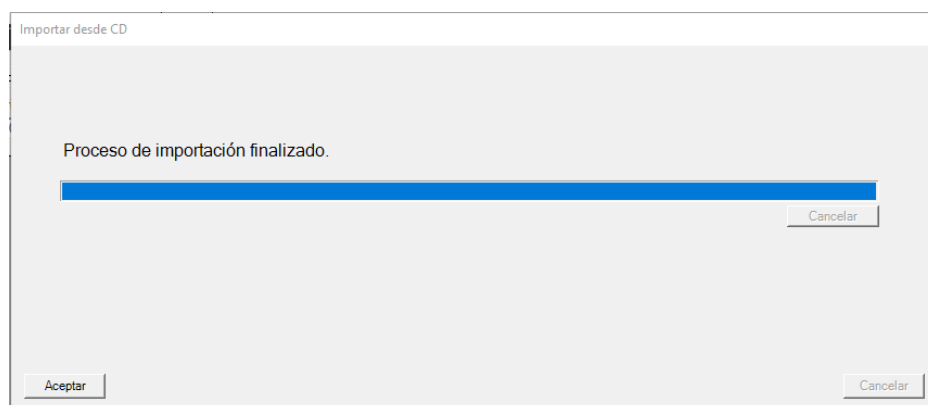 Importar desde CD
Proceso de importación finalizado.
Cancelar
Aceptar
Cancelar